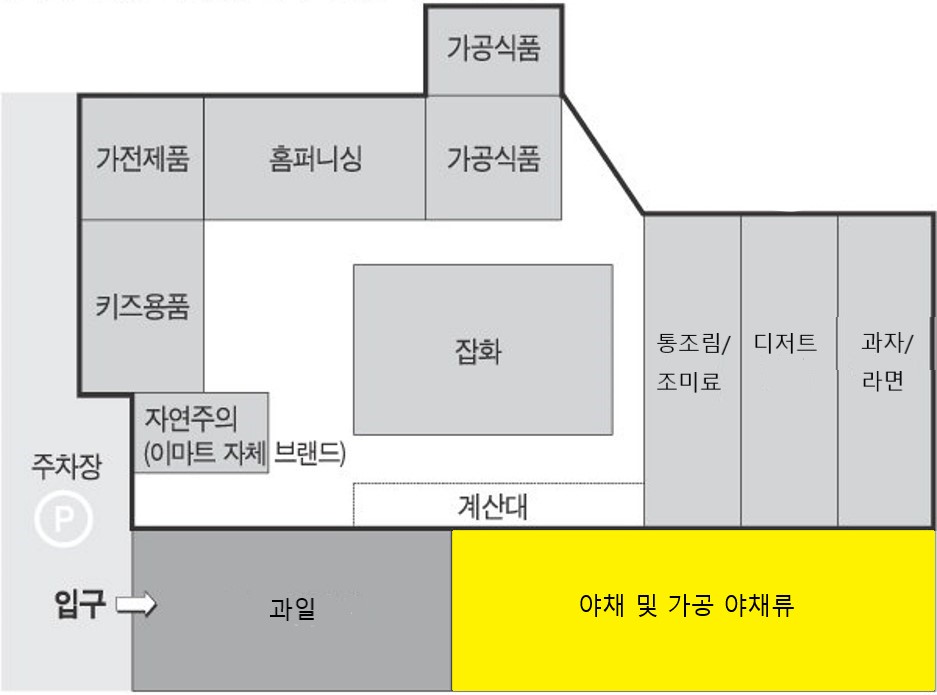 가공식품
가전제품
홈퍼니싱
가공식품
키즈용품
잡화
통조림/
조미료
디저트
과자/
라면
자연주의
(이마트 자체 브랜드)
주차장
P
계산대
입구
과일
야채 및 가공 야채류